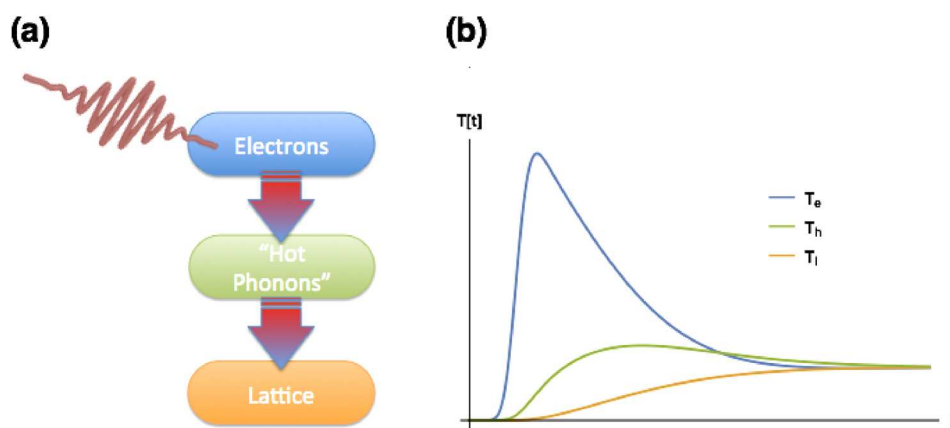 (a)
Electrons
“Hot
Phonons”
Lattice
(b)
T[t]
Te
Th
Tl